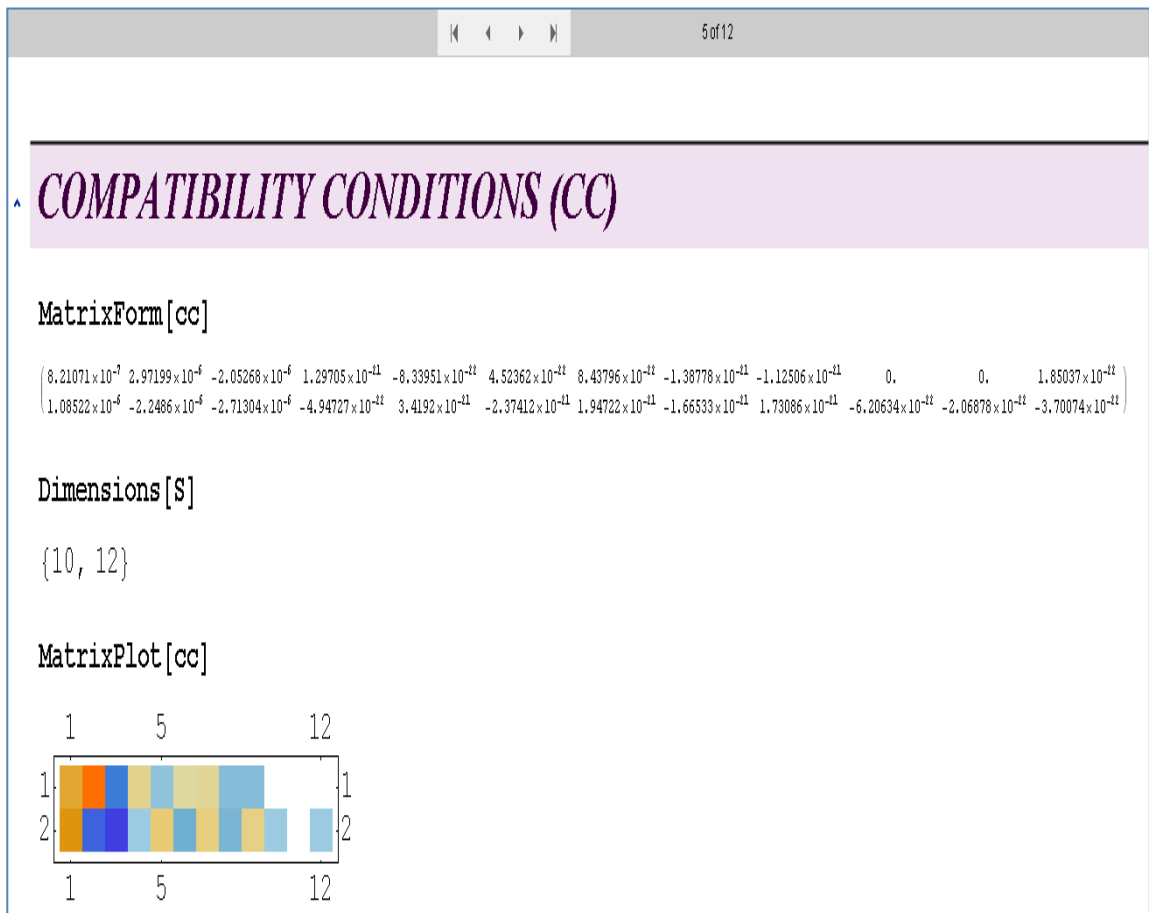 5 of 12
COMPATIBILITY CONDITIONS (CC)
MatrixForm[cc]
8.21071×10⁻⁷ 2.97199×10⁻⁶ -2.05268×10⁻⁶ 1.29705×10⁻²¹ -8.33951×10⁻²² 4.52362×10⁻²² 8.43796×10⁻²² -1.38778×10⁻²¹ -1.12506×10⁻²¹ 0. 0. 1.85037×10⁻²²
1.08522×10⁻⁶ -2.2486×10⁻⁶ -2.71304×10⁻⁶ -4.94727×10⁻²² 3.4192×10⁻²¹ -2.37412×10⁻²¹ 1.94722×10⁻²¹ -1.66533×10⁻²¹ 1.73086×10⁻²¹ -6.20634×10⁻²² -2.06878×10⁻²² -3.70074×10⁻²²
Dimensions[S]
{10, 12}
MatrixPlot[cc]
1 5 12
1 1
2 2
1 5 12